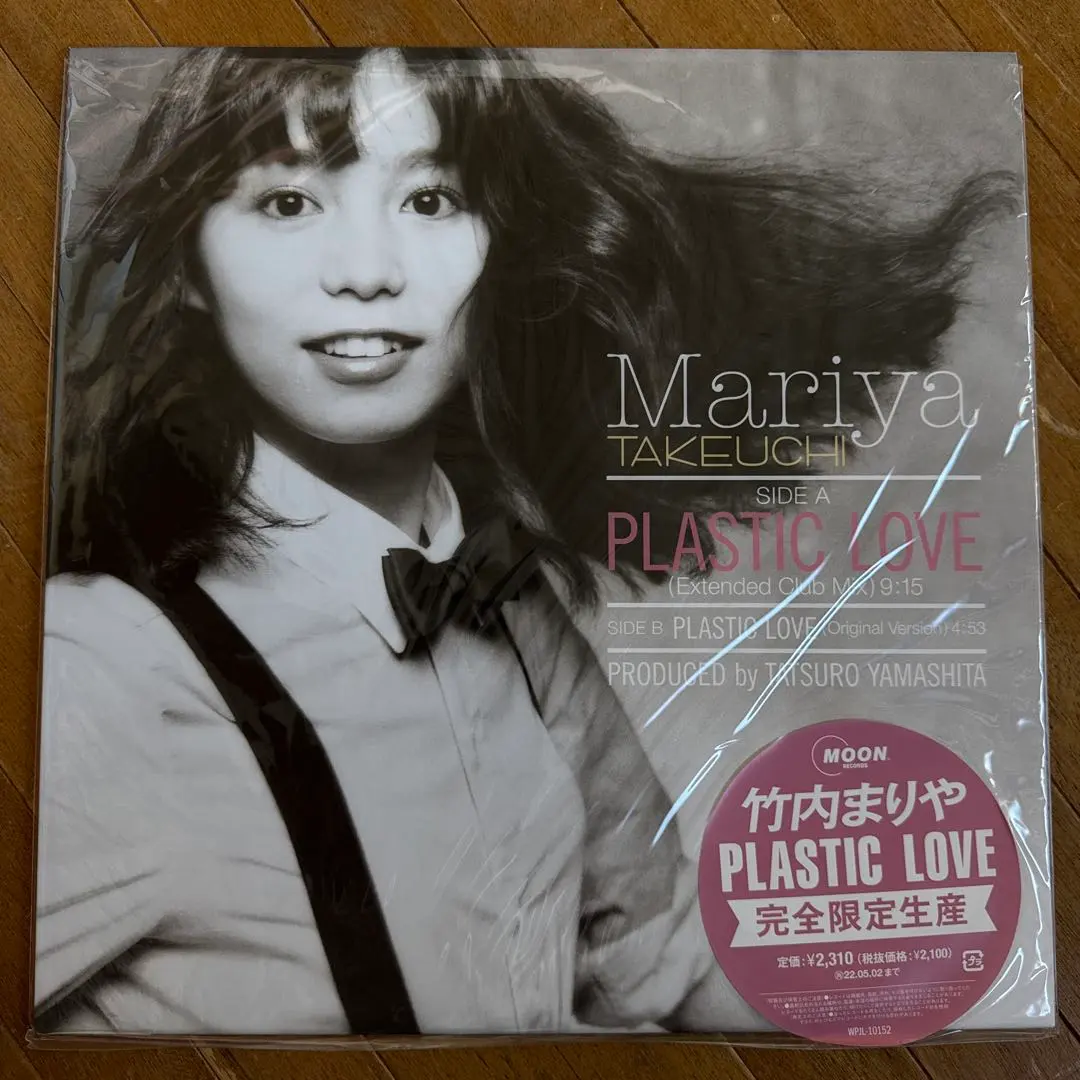 Mariya
TAKEUCHI
SIDE A
PLASTIC LOVE
(Extended Club Mix) 9:15
SIDE B PLASTIC LOVE (Original Version) 4:53
PRODUCED by TATSURO YAMASHITA
MOON
RECORDS
竹内まりや
PLASTIC LOVE
完全限定生産
定価:¥2,310(税抜価格:¥2,100)
22.05.02まで
WPJL-10152